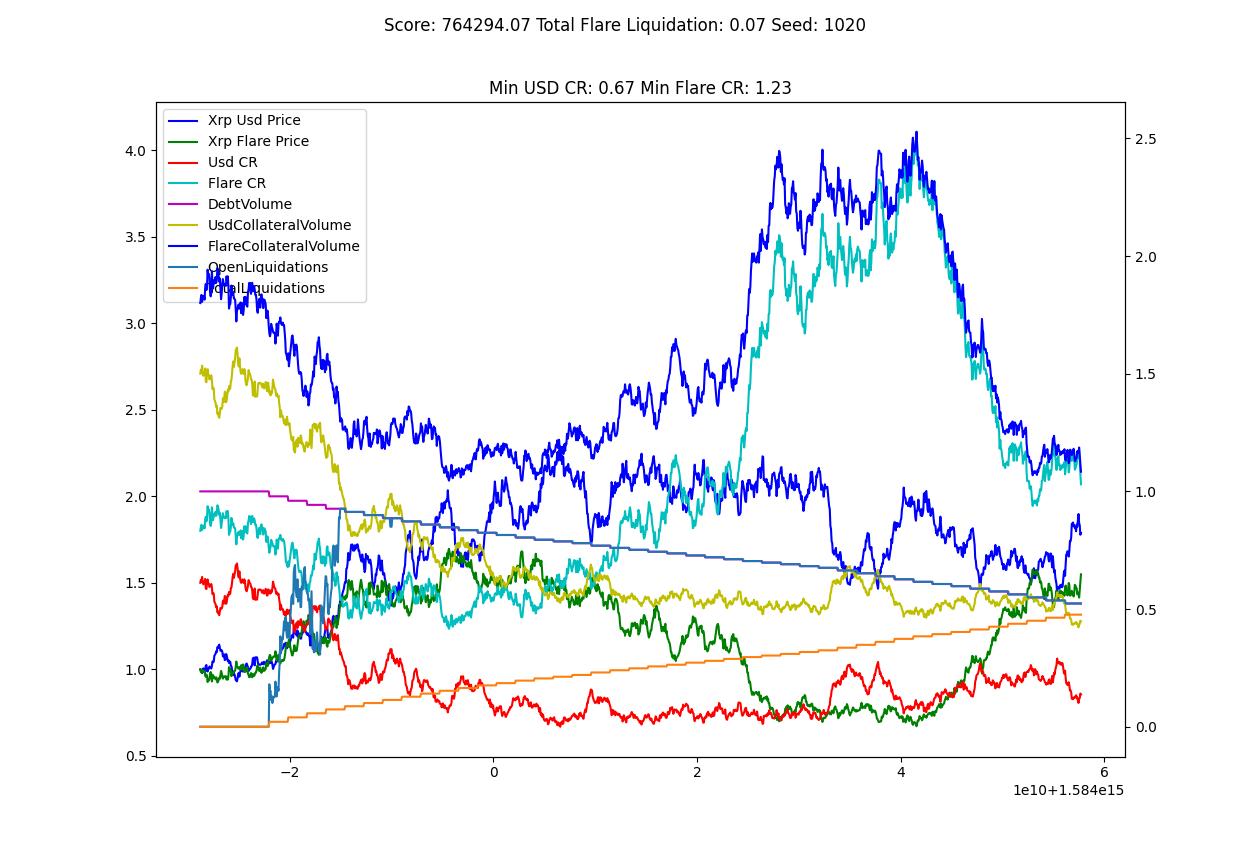 Score: 764294.07 Total Flare Liquidation: 0.07 Seed: 1020
Min USD CR: 0.67 Min Flare CR: 1.23
Xrp Usd Price
Xrp Flare Price
Usd CR
Flare CR
DebtVolume
UsdCollateralVolume
FlareCollateralVolume
OpenLiquidations
TotalLiquidations
4.0
3.5
3.0
2.5
2.0
1.5
1.0
0.5
2.5
2.0
1.5
1.0
0.5
0.0
−2 0 2 4 6
1e10+1.584e15